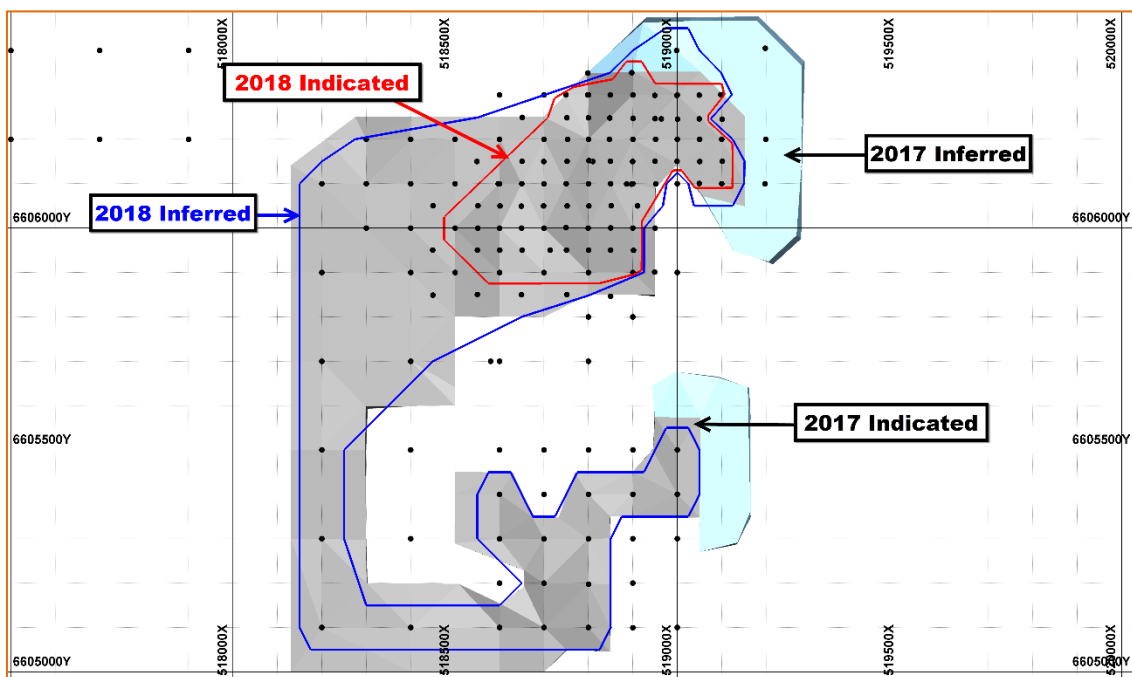 518000X
518500X
519000X
519500X
520000X
2018 Indicated
2017 Inferred
2018 Inferred
6606000Y
6606000Y
2017 Indicated
6605500Y
6605500Y
6605000Y
6605000Y
518000X
518500X
519000X
519500X
520000X